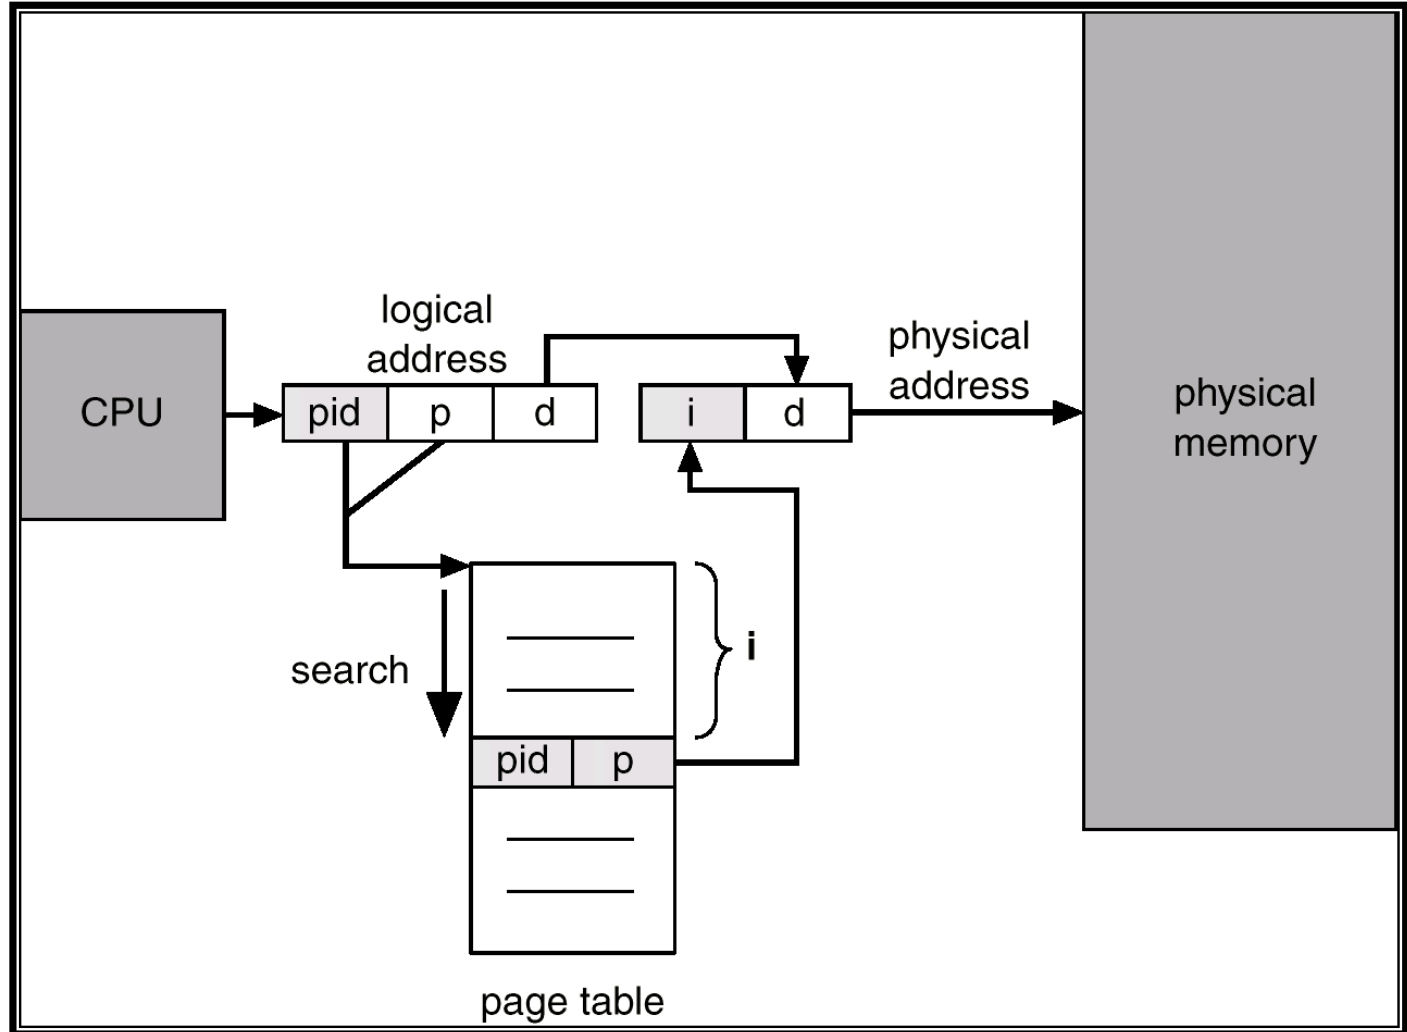 logical
address
physical
address
CPU
pid
p
d
i
d
physical
memory
search
i
pid
p
page table